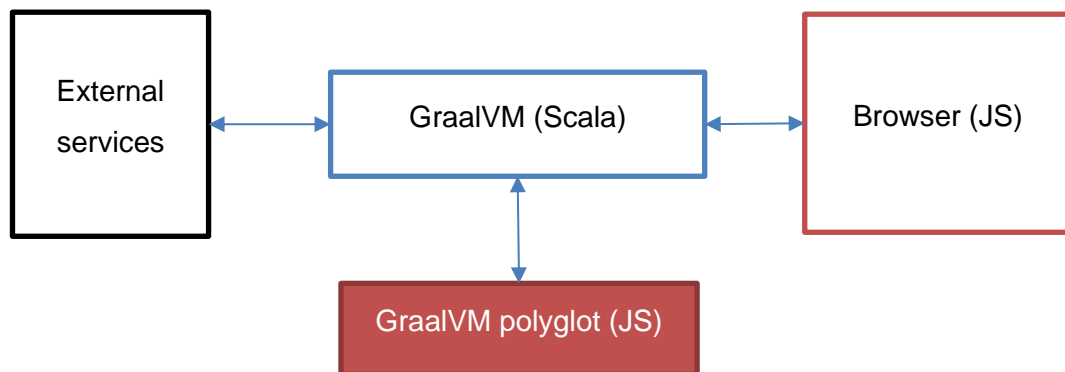 External
services
GraalVM (Scala)
Browser (JS)
GraalVM polyglot (JS)